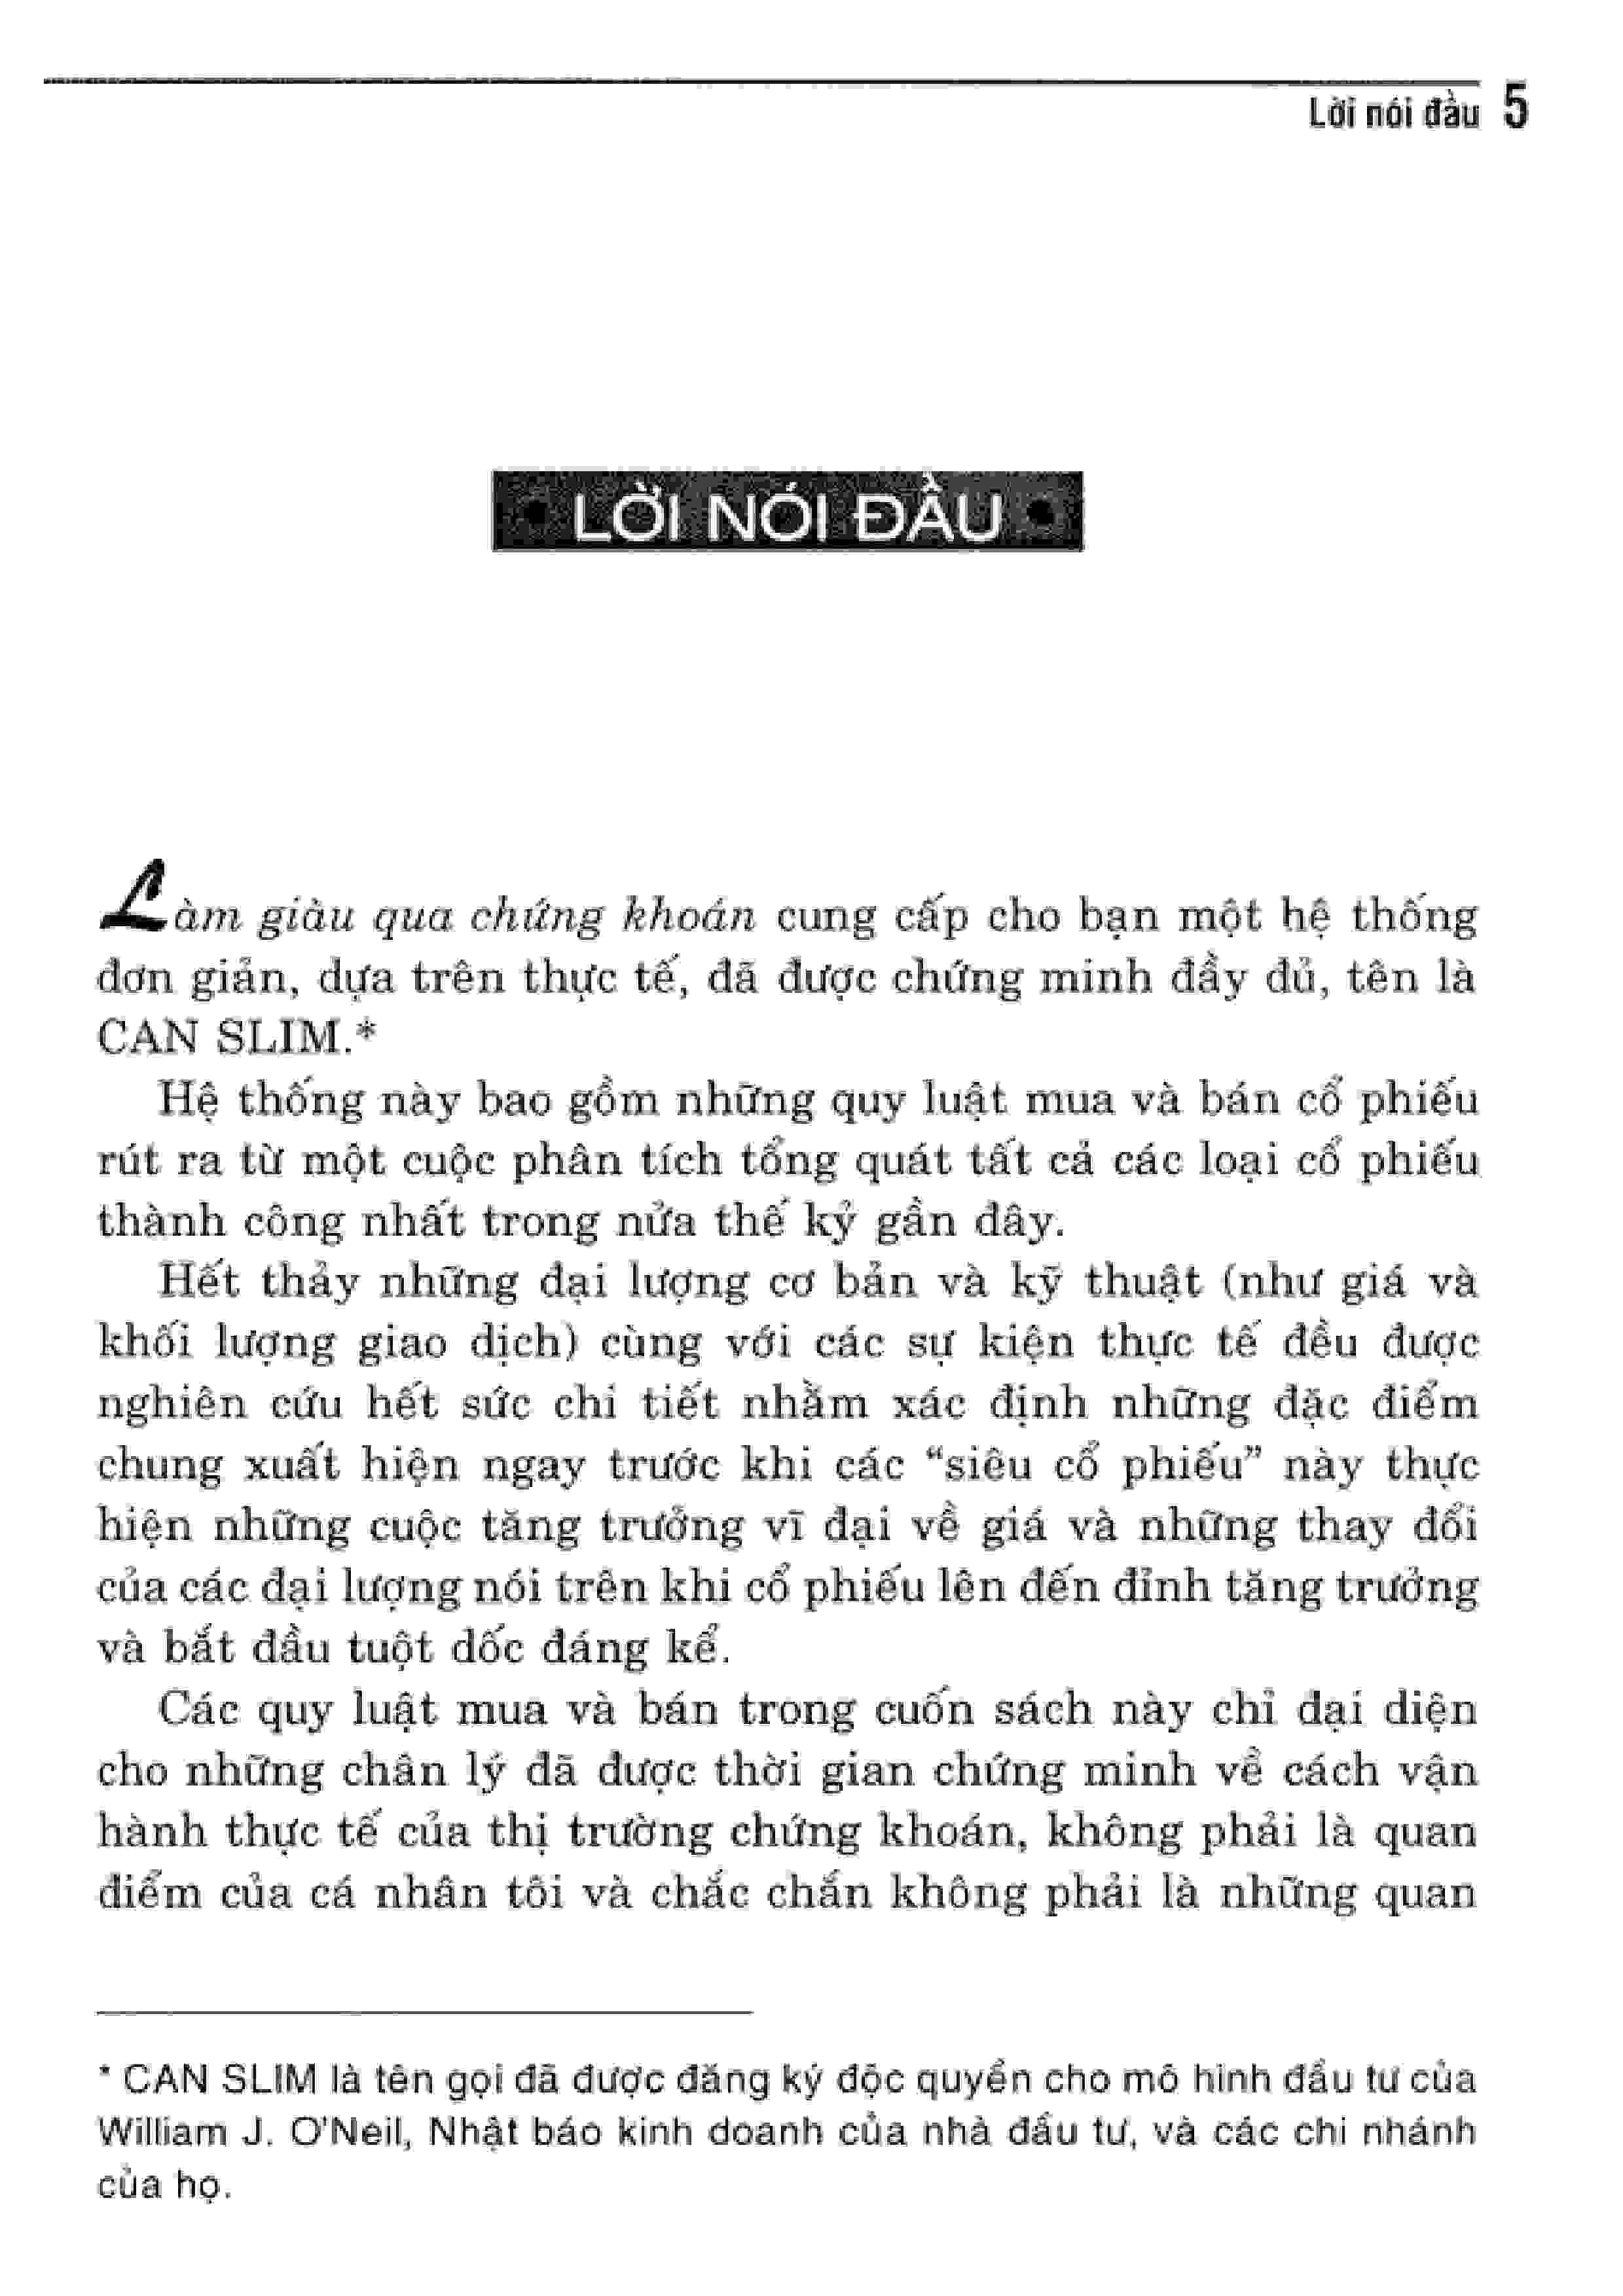 Lời nói đầu 5
LỜI NÓI ĐẦU
Làm giàu qua chứng khoán cung cấp cho bạn một hệ thống
đơn giản, dựa trên thực tế, đã được chứng minh đầy đủ, tên là
CAN SLIM.*
Hệ thống này bao gồm những quy luật mua và bán cổ phiếu
rút ra từ một cuộc phân tích tổng quát tất cả các loại cổ phiếu
thành công nhất trong nửa thế kỷ gần đây.
Hết thảy những đại lượng cơ bản và kỹ thuật (như giá và
khối lượng giao dịch) cùng với các sự kiện thực tế đều được
nghiên cứu hết sức chi tiết nhằm xác định những đặc điểm
chung xuất hiện ngay trước khi các “siêu cổ phiếu” này thực
hiện những cuộc tăng trưởng vĩ đại về giá và những thay đổi
của các đại lượng nói trên khi cổ phiếu lên đến đỉnh tăng trưởng
và bắt đầu tuột dốc đáng kể.
Các quy luật mua và bán trong cuốn sách này chỉ đại diện
cho những chân lý đã được thời gian chứng minh về cách vận
hành thực tế của thị trường chứng khoán, không phải là quan
điểm của cá nhân tôi và chắc chắn không phải là những quan
* CAN SLIM là tên gọi đã được đăng ký độc quyền cho mô hình đầu tư của
William J. O'Neil, Nhật báo kinh doanh của nhà đầu tư, và các chi nhánh
của họ.